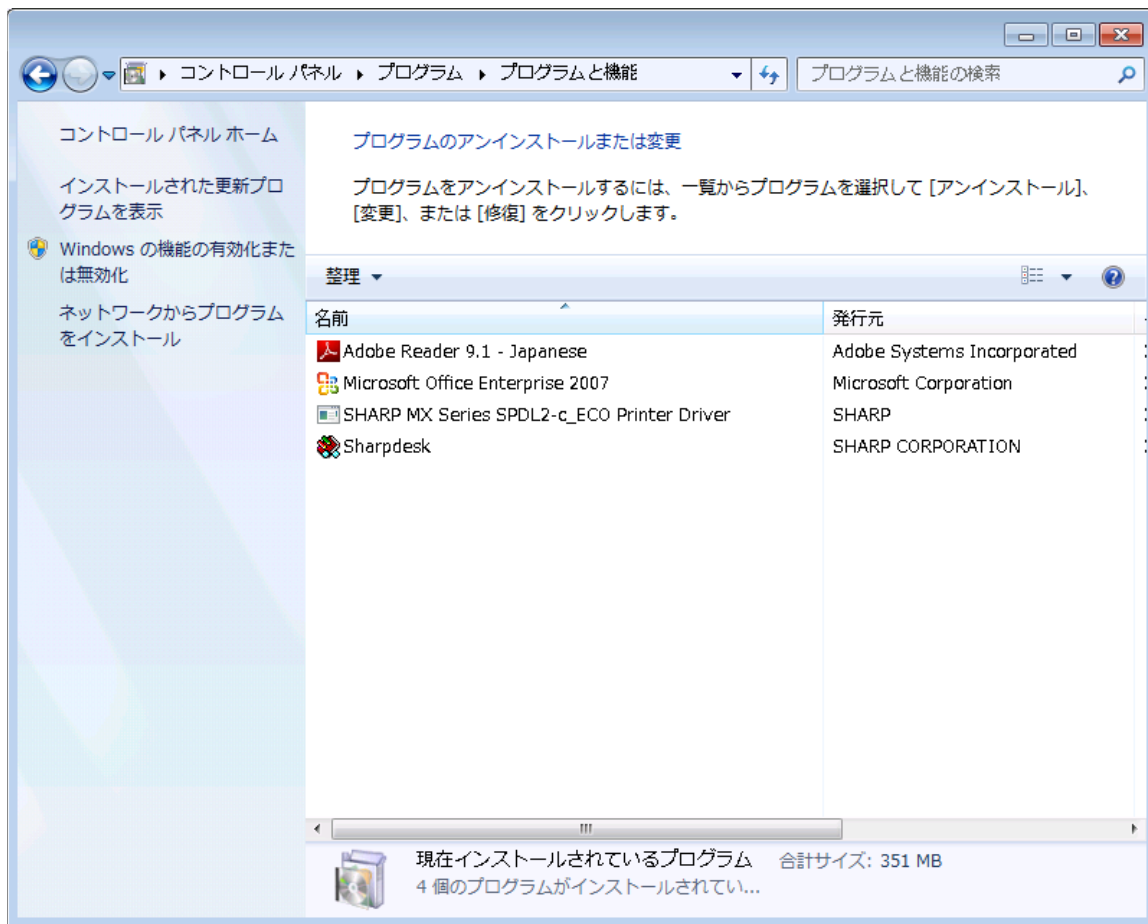 コントロール パネル プログラム プログラムと機能 プログラムと機能の検索
コントロール パネル ホーム
インストールされた更新プロ
グラムを表示
Windows の機能の有効化また
は無効化
ネットワークからプログラム
をインストール
プログラムのアンインストールまたは変更
プログラムをアンインストールするには、一覧からプログラムを選択して [アンインストール]、
[変更]、または [修復] をクリックします。
整理
名前 発行元
Adobe Reader 9.1 - Japanese Adobe Systems Incorporated
Microsoft Office Enterprise 2007 Microsoft Corporation
SHARP MX Series SPDL2-c_ECO Printer Driver SHARP
Sharpdesk SHARP CORPORATION
現在インストールされているプログラム 合計サイズ: 351 MB
4 個のプログラムがインストールされてい...